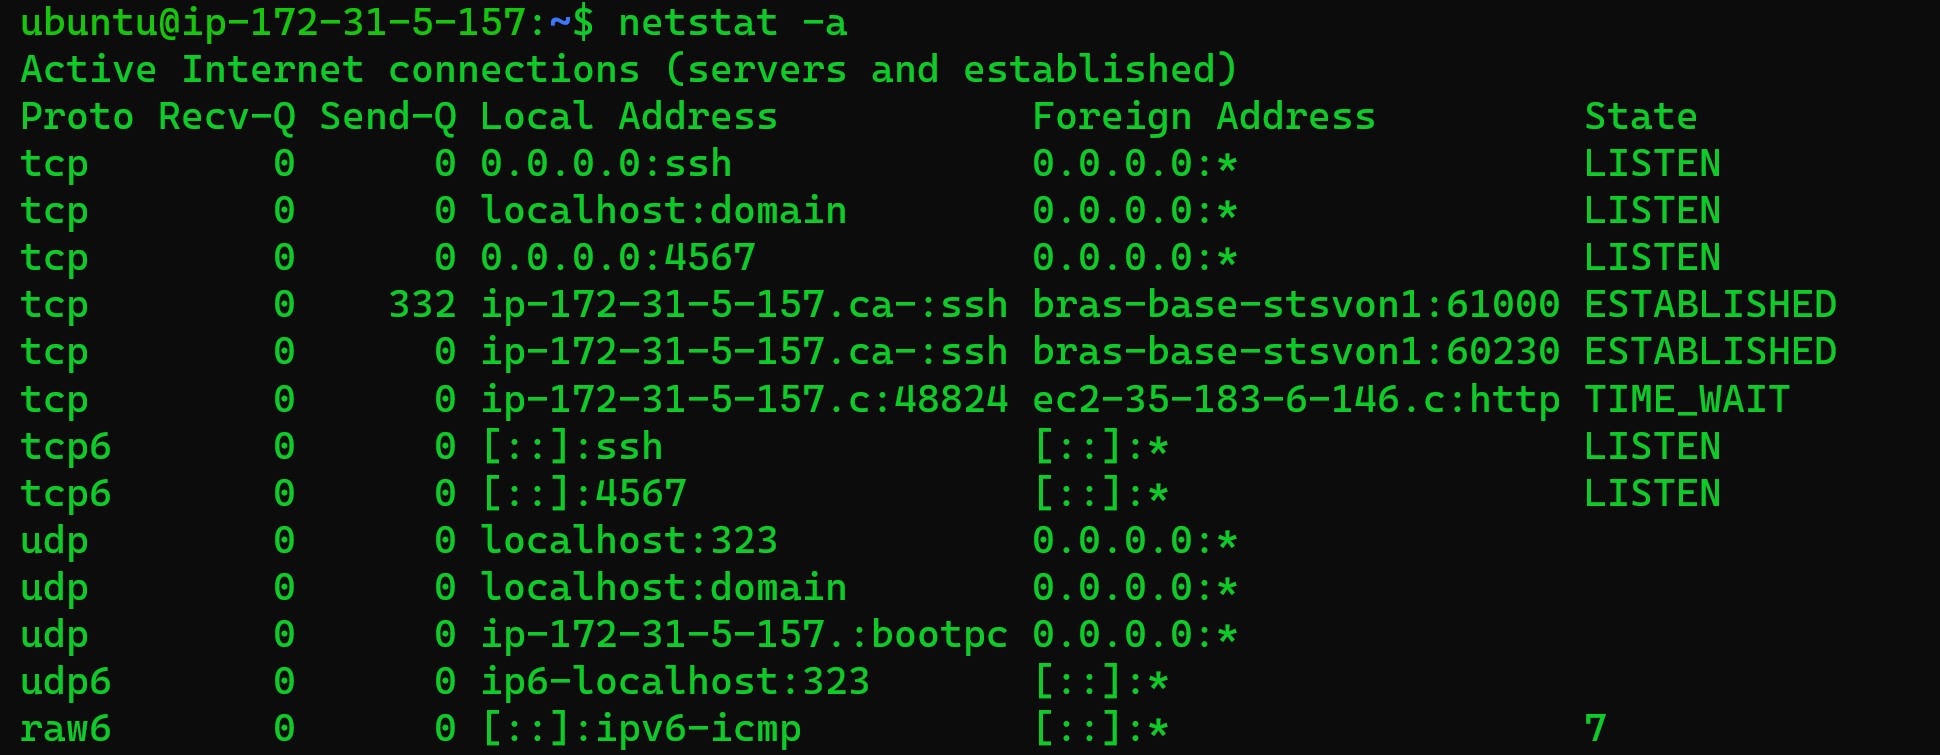 ubuntu@ip-172-31-5-157:~$ netstat -a
Active Internet connections (servers and established)
Proto Recv-Q Send-Q Local Address           Foreign Address         State
tcp        0      0 0.0.0.0:ssh             0.0.0.0:*               LISTEN
tcp        0      0 localhost:domain        0.0.0.0:*               LISTEN
tcp        0      0 0.0.0.0:4567            0.0.0.0:*               LISTEN
tcp        0    332 ip-172-31-5-157.ca-:ssh bras-base-stsvon1:61000 ESTABLISHED
tcp        0      0 ip-172-31-5-157.ca-:ssh bras-base-stsvon1:60230 ESTABLISHED
tcp        0      0 ip-172-31-5-157.c:48824 ec2-35-183-6-146.c:http TIME_WAIT
tcp6       0      0 [::]:ssh                [::]:*                  LISTEN
tcp6       0      0 [::]:4567               [::]:*                  LISTEN
udp        0      0 localhost:323           0.0.0.0:*
udp        0      0 localhost:domain        0.0.0.0:*
udp        0      0 ip-172-31-5-157.:bootpc 0.0.0.0:*
udp6       0      0 ip6-localhost:323       [::]:*
raw6       0      0 [::]:ipv6-icmp          [::]:*                  7